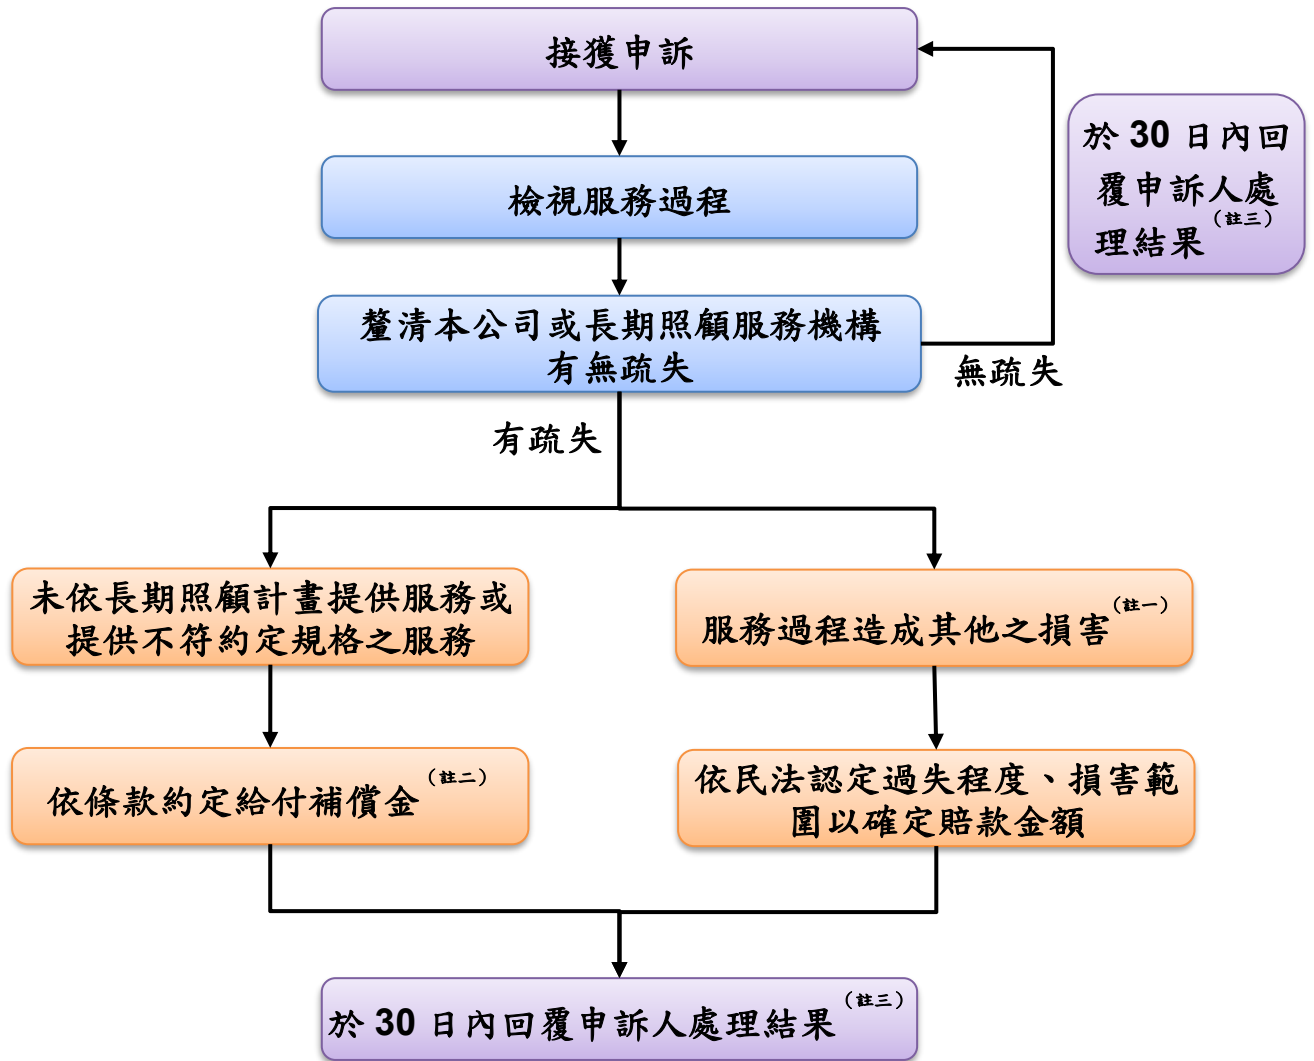 接獲申訴
於 30 日內回
覆申訴人處
理結果(註三)
檢視服務過程
釐清本公司或長期照顧服務機構
有無疏失
無疏失
有疏失
未依長期照顧計畫提供服務或
提供不符約定規格之服務
服務過程造成其他之損害(註一)
依條款約定給付補償金(註二)
依民法認定過失程度、損害範
圍以確定賠款金額
於 30 日內回覆申訴人處理結果(註三)